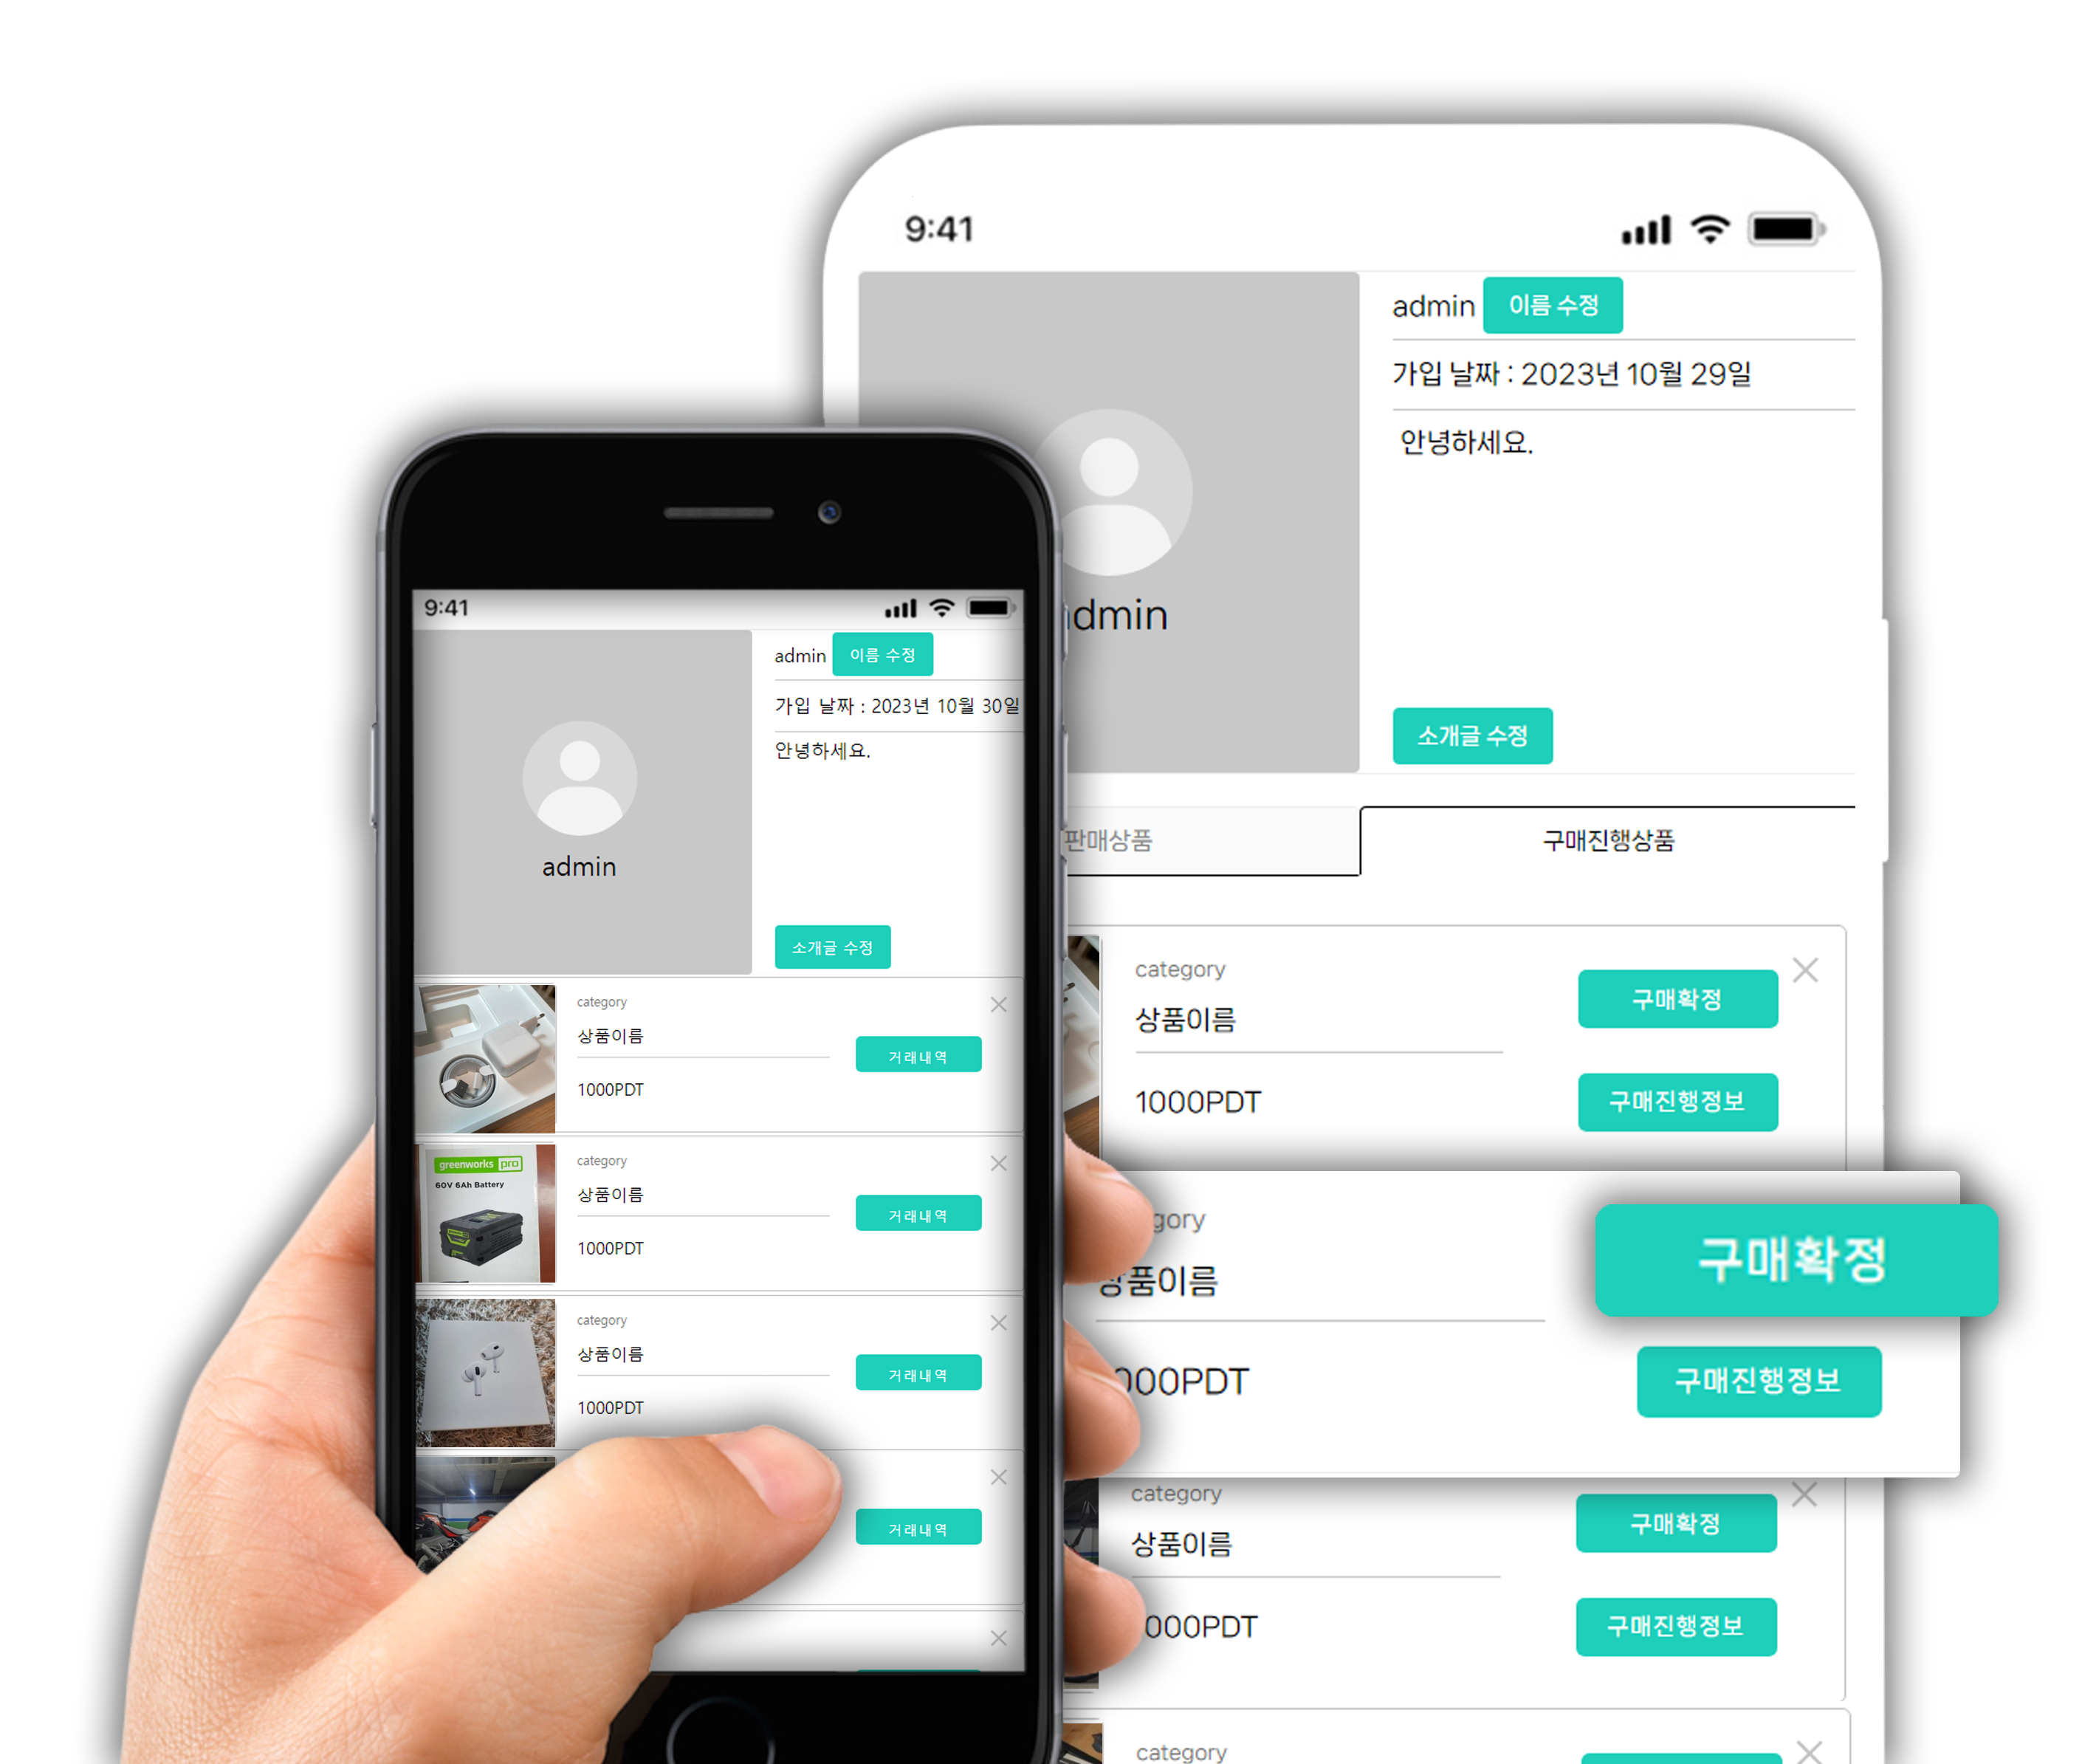 9:41
admin 이름 수정
가입 날짜 : 2023년 10월 29일
안녕하세요.
소개글 수정
판매상품
구매진행상품
category
상품이름
1000PDT
구매확정
구매진행정보
상품이름
구매확정
구매진행정보
category
상품이름
구매확정
구매진행정보
category
9:41
admin
admin 이름 수정
가입 날짜 : 2023년 10월 30일
안녕하세요.
소개글 수정
category
상품이름
1000PDT
거래내역
greenworks pro
60V 6Ah Battery
category
상품이름
1000PDT
거래내역
category
상품이름
1000PDT
거래내역
거래내역